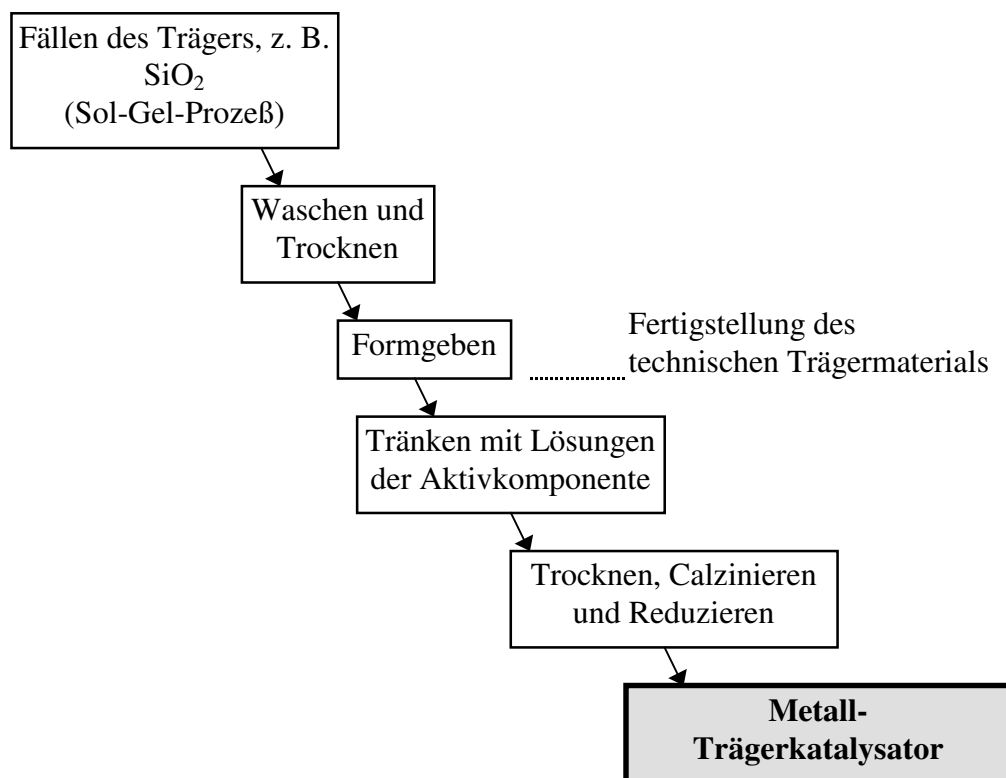 Fällen des Trägers, z. B.
SiO₂
(Sol-Gel-Prozeß)
Waschen und
Trocknen
Formgeben
Fertigstellung des
technischen Trägermaterials
Tränken mit Lösungen
der Aktivkomponente
Trocknen, Calzinieren
und Reduzieren
Metall-
Trägerkatalysator